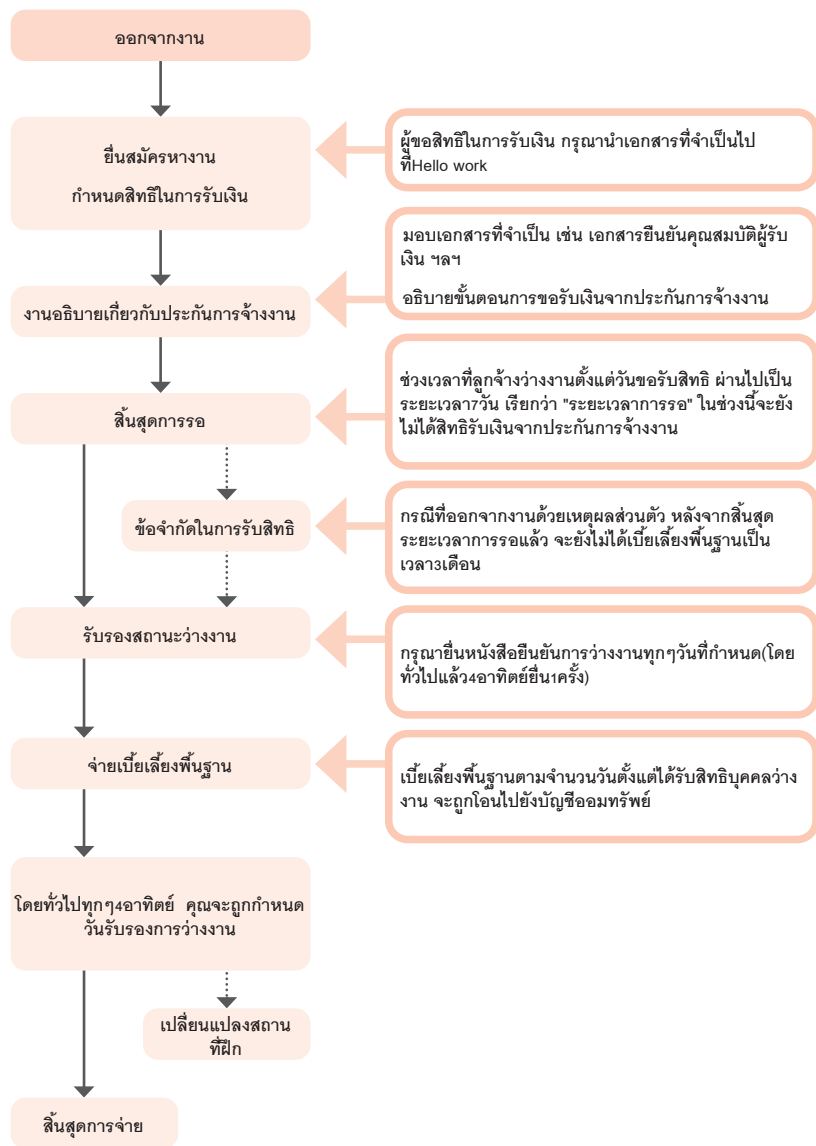 ออกจากงาน
ยื่นสมัครหางาน
กำหนดสิทธิในการรับเงิน
ผู้ขอสิทธิในการรับเงิน กรุณานำเอกสารที่จำเป็นไป
ที่Hello work
งานอธิบายเกี่ยวกับประกันการจ้างงาน
มอบเอกสารที่จำเป็น เช่น เอกสารยืนยันคุณสมบัติผู้รับ
เงิน ฯลฯ
อธิบายขั้นตอนการขอรับเงินจากประกันการจ้างงาน
สิ้นสุดการรอ
ช่วงเวลาที่ลูกจ้างว่างงานตั้งแต่วันขอรับสิทธิ ผ่านไปเป็น
ระยะเวลา7วัน เรียกว่า "ระยะเวลาการรอ" ในช่วงนี้จะยัง
ไม่ได้สิทธิรับเงินจากประกันการจ้างงาน
ข้อจำกัดในการรับสิทธิ
กรณีที่ออกจากงานด้วยเหตุผลส่วนตัว หลังจากสิ้นสุด
ระยะเวลาการรอแล้ว จะยังไม่ได้เบี้ยเลี้ยงพื้นฐานเป็น
เวลา3เดือน
รับรองสถานะว่างงาน
กรุณายื่นหนังสือยืนยันการว่างงานทุกๆวันที่กำหนด(โดย
ทั่วไปแล้ว4อาทิตย์ยื่น1ครั้ง)
จ่ายเบี้ยเลี้ยงพื้นฐาน
เบี้ยเลี้ยงพื้นฐานตามจำนวนวันตั้งแต่ได้รับสิทธิบุคคลว่าง
งาน จะถูกโอนไปยังบัญชีออมทรัพย์
โดยทั่วไปทุกๆ4อาทิตย์ คุณจะถูกกำหนด
วันรับรองการว่างงาน
เปลี่ยนแปลงสถาน
ที่ฝึก
สิ้นสุดการจ่าย